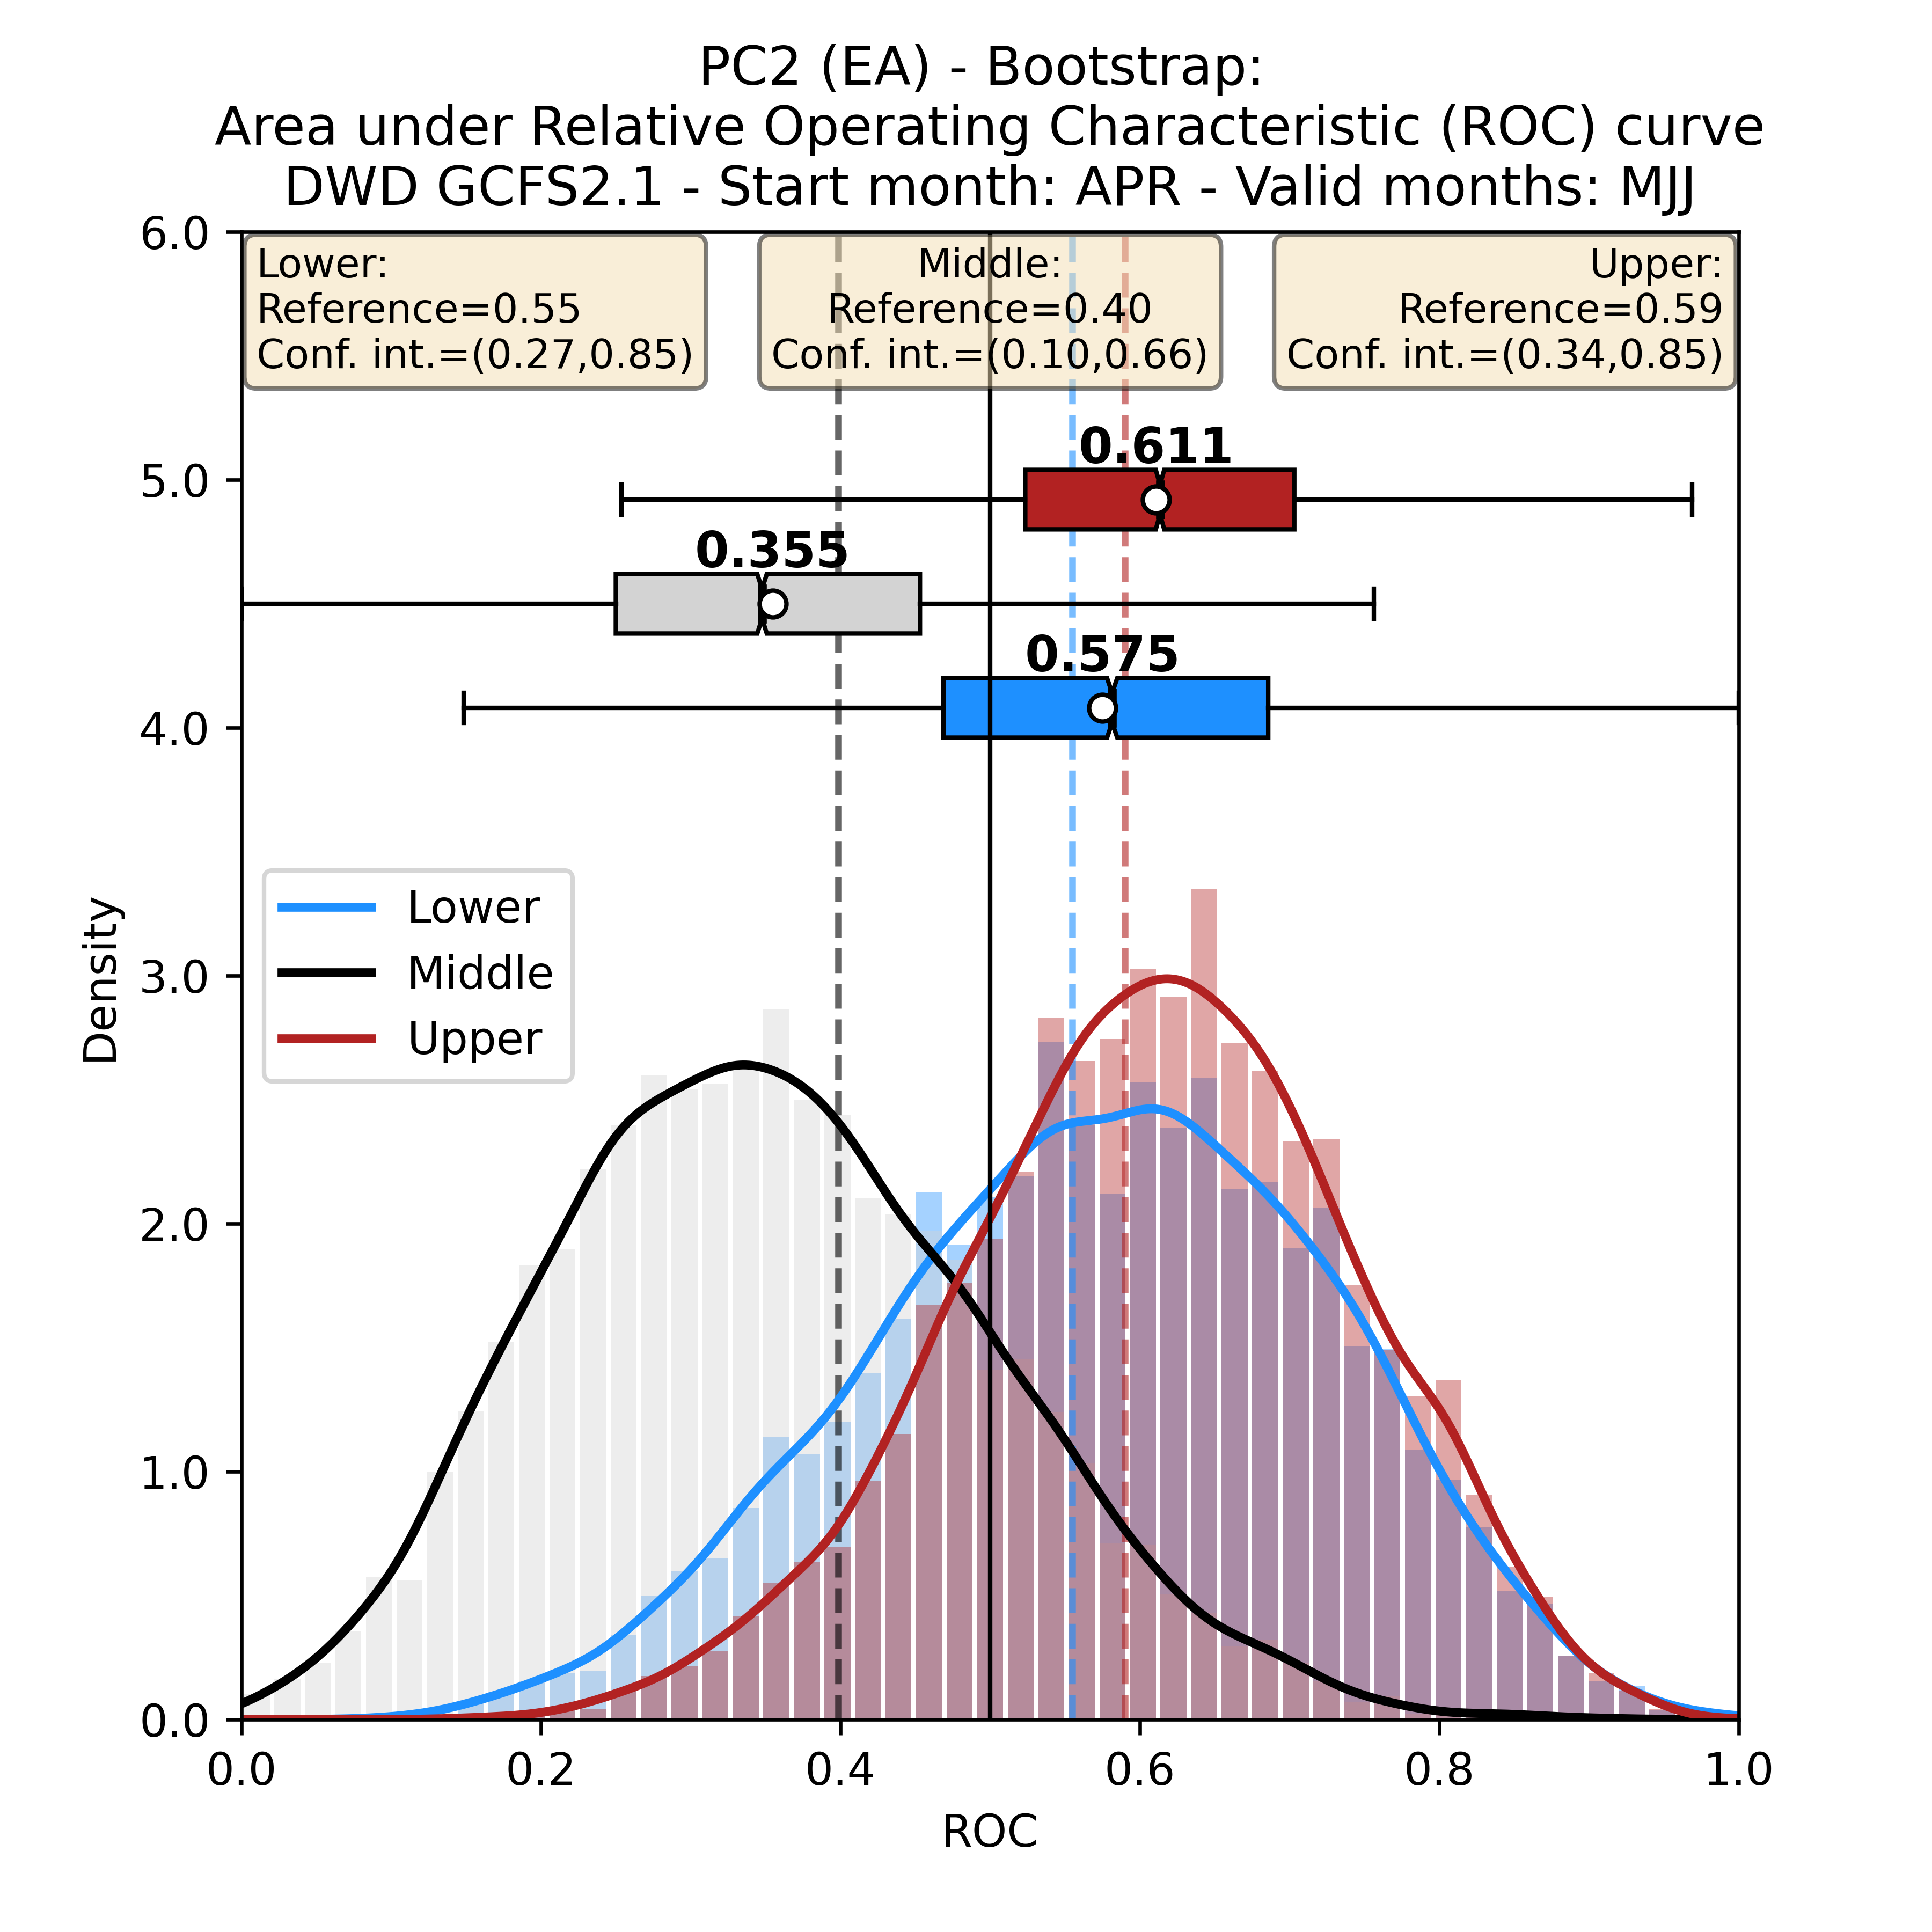 PC2 (EA) - Bootstrap:
Area under Relative Operating Characteristic (ROC) curve
DWD GCFS2.1 - Start month: APR - Valid months: MJJ
6.0
Lower:
Reference=0.55
Conf. int.=(0.27,0.85)
Middle:
Reference=0.40
Conf. int.=(0.10,0.66)
Upper:
Reference=0.59
Conf. int.=(0.34,0.85)
0.611
5.0
0.355
0.575
4.0
Lower
Middle
Upper
3.0
Density
2.0
1.0
0.0
0.0 0.2 0.4 0.6 0.8 1.0
ROC